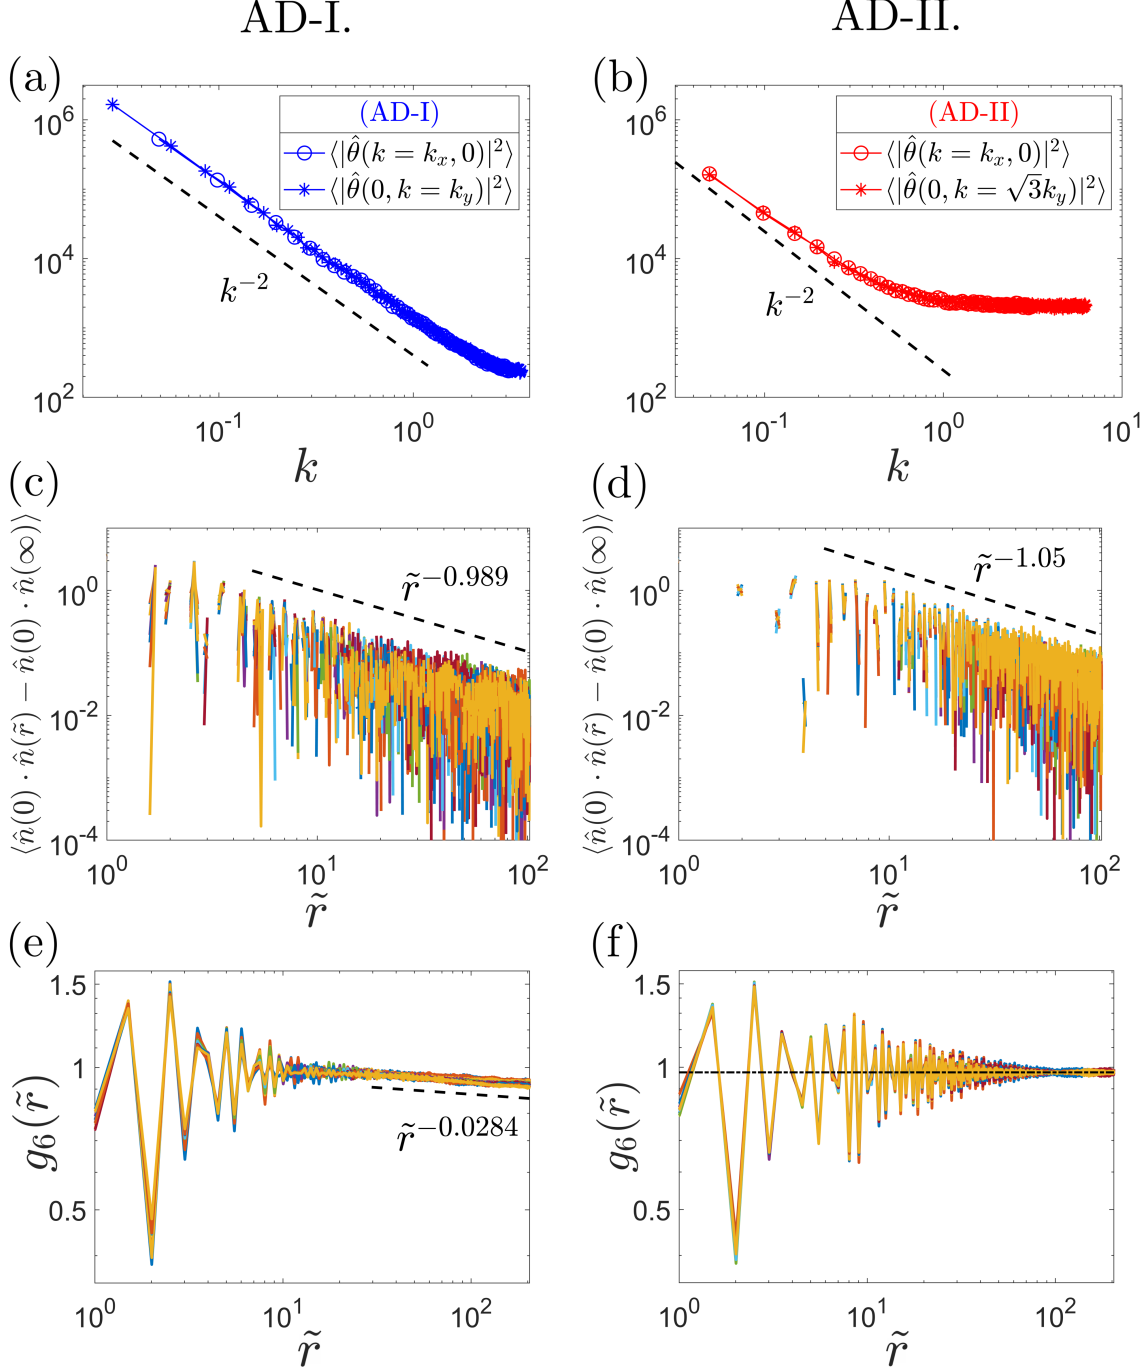 AD-I.
AD-II.
(a)
(b)
10^6
10^4
10^2
(AD-I)
⟨|θ̂(k = k_x, 0)|^2⟩
⟨|θ̂(0, k = k_y)|^2⟩
k^{-2}
10^{-1}
10^0
k
10^6
10^4
10^2
(AD-II)
⟨|θ̂(k = k_x, 0)|^2⟩
⟨|θ̂(0, k = √3k_y)|^2⟩
k^{-2}
10^{-1}
10^0
10^1
k
(c)
(d)
⟨n̂(0) · n̂(r̃) − n̂(0) · n̂(∞)⟩
10^0
10^{-2}
10^{-4}
r̃^{-0.989}
10^0
10^1
10^2
r̃
⟨n̂(0) · n̂(r̃) − n̂(0) · n̂(∞)⟩
10^0
10^{-2}
10^{-4}
r̃^{-1.05}
10^0
10^1
10^2
r̃
(e)
(f)
g_6(r̃)
1.5
1
0.5
r̃^{-0.0284}
10^0
10^1
10^2
r̃
g_6(r̃)
1.5
1
0.5
10^0
10^1
10^2
r̃